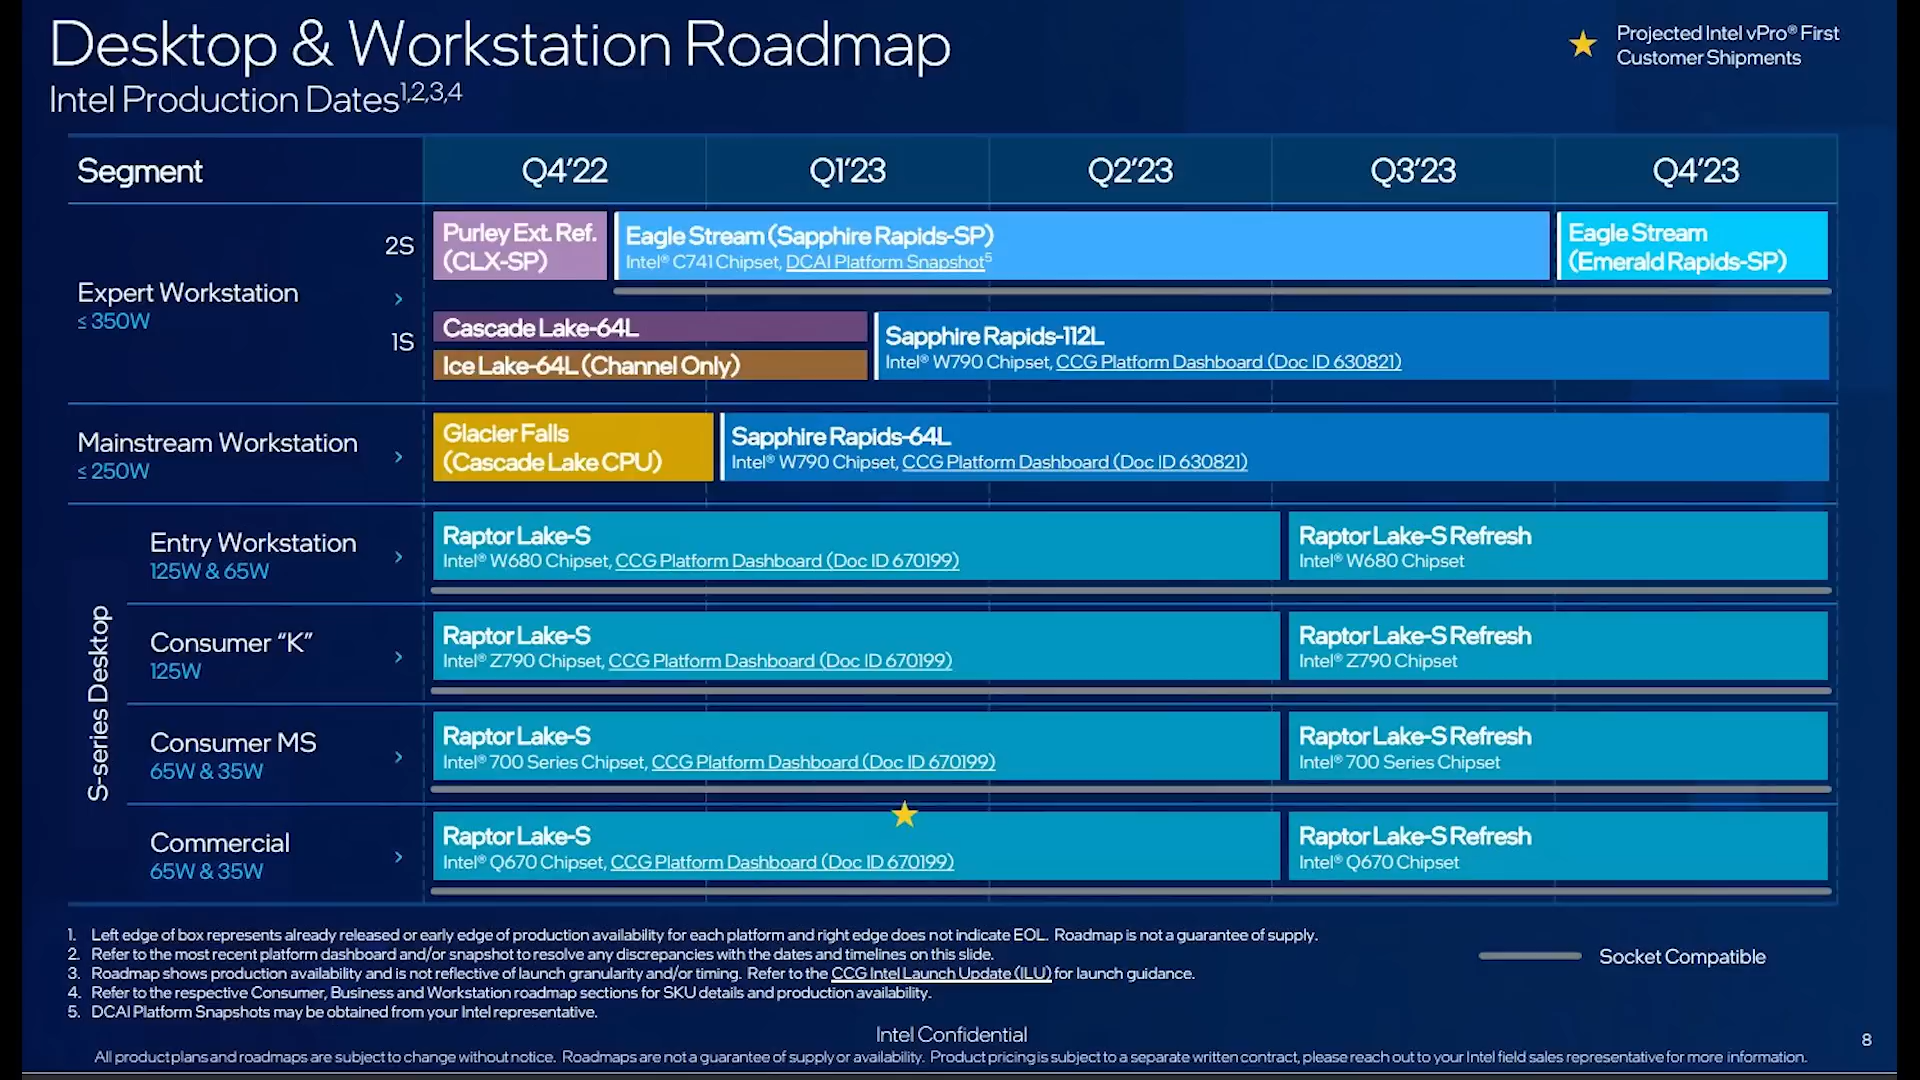 Desktop & Workstation Roadmap
Intel Production Dates1,2,3,4
Projected Intel vPro® First
Customer Shipments
Segment
Q4'22
Q1'23
Q2'23
Q3'23
Q4'23
Expert Workstation
≤ 350W
2S
Purley Ext. Ref.
(CLX-SP)
Eagle Stream (Sapphire Rapids-SP)
Intel® C741 Chipset, DCAI Platform Snapshot5
Eagle Stream
(Emerald Rapids-SP)
1S
Cascade Lake-64L
Ice Lake-64L (Channel Only)
Sapphire Rapids-112L
Intel® W790 Chipset, CCG Platform Dashboard (Doc ID 630821)
Mainstream Workstation
≤ 250W
Glacier Falls
(Cascade Lake CPU)
Sapphire Rapids-64L
Intel® W790 Chipset, CCG Platform Dashboard (Doc ID 630821)
S-series Desktop
Entry Workstation
125W & 65W
Raptor Lake-S
Intel® W680 Chipset, CCG Platform Dashboard (Doc ID 670199)
Raptor Lake-S Refresh
Intel® W680 Chipset
Consumer “K”
125W
Raptor Lake-S
Intel® Z790 Chipset, CCG Platform Dashboard (Doc ID 670199)
Raptor Lake-S Refresh
Intel® Z790 Chipset
Consumer MS
65W & 35W
Raptor Lake-S
Intel® 700 Series Chipset, CCG Platform Dashboard (Doc ID 670199)
Raptor Lake-S Refresh
Intel® 700 Series Chipset
Commercial
65W & 35W
Raptor Lake-S
Intel® Q670 Chipset, CCG Platform Dashboard (Doc ID 670199)
Raptor Lake-S Refresh
Intel® Q670 Chipset
1. Left edge of box represents already released or early edge of production availability for each platform and right edge does not indicate EOL. Roadmap is not a guarantee of supply.
2. Refer to the most recent platform dashboard and/or snapshot to resolve any discrepancies with the dates and timelines on this slide.
3. Roadmap shows production availability and is not reflective of launch granularity and/or timing. Refer to the CCG Intel Launch Update (ILU) for launch guidance.
4. Refer to the respective Consumer, Business and Workstation roadmap sections for SKU details and production availability.
5. DCAI Platform Snapshots may be obtained from your Intel representative.
Socket Compatible
Intel Confidential
8
All product plans and roadmaps are subject to change without notice. Roadmaps are not a guarantee of supply or availability. Product pricing is subject to a separate written contract, please reach out to your Intel field sales representative for more information.